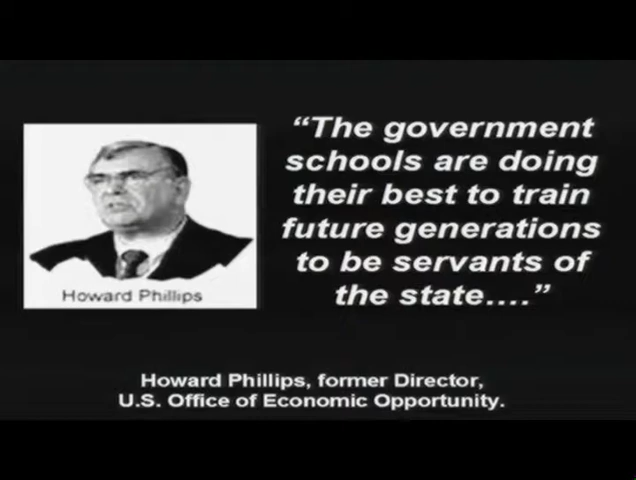 “The government
schools are doing
their best to train
future generations
to be servants of
the state....”
Howard Phillips
Howard Phillips, former Director,
U.S. Office of Economic Opportunity.